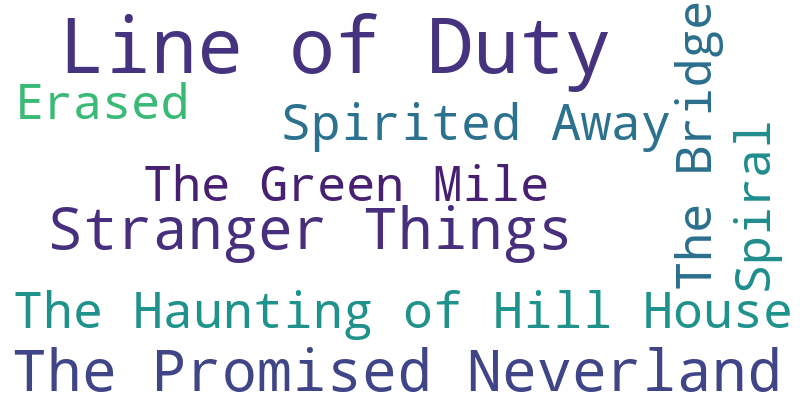 Line of Duty
Erased
Spirited Away
The Green Mile
Stranger Things
The Haunting of Hill House
The Promised Neverland
The Bridge
Spiral